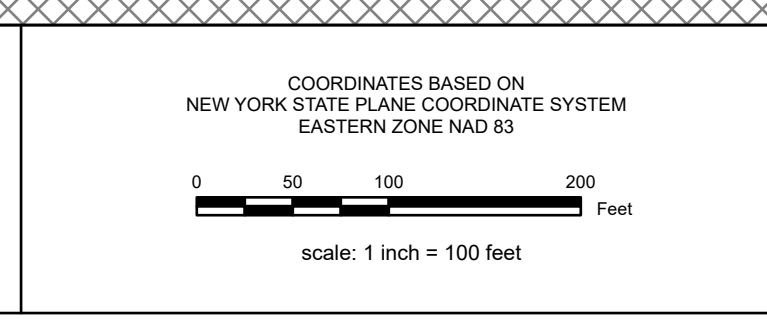 COORDINATES BASED ON
NEW YORK STATE PLANE COORDINATE SYSTEM
EASTERN ZONE NAD 83
0 50 100 200
Feet
scale: 1 inch = 100 feet